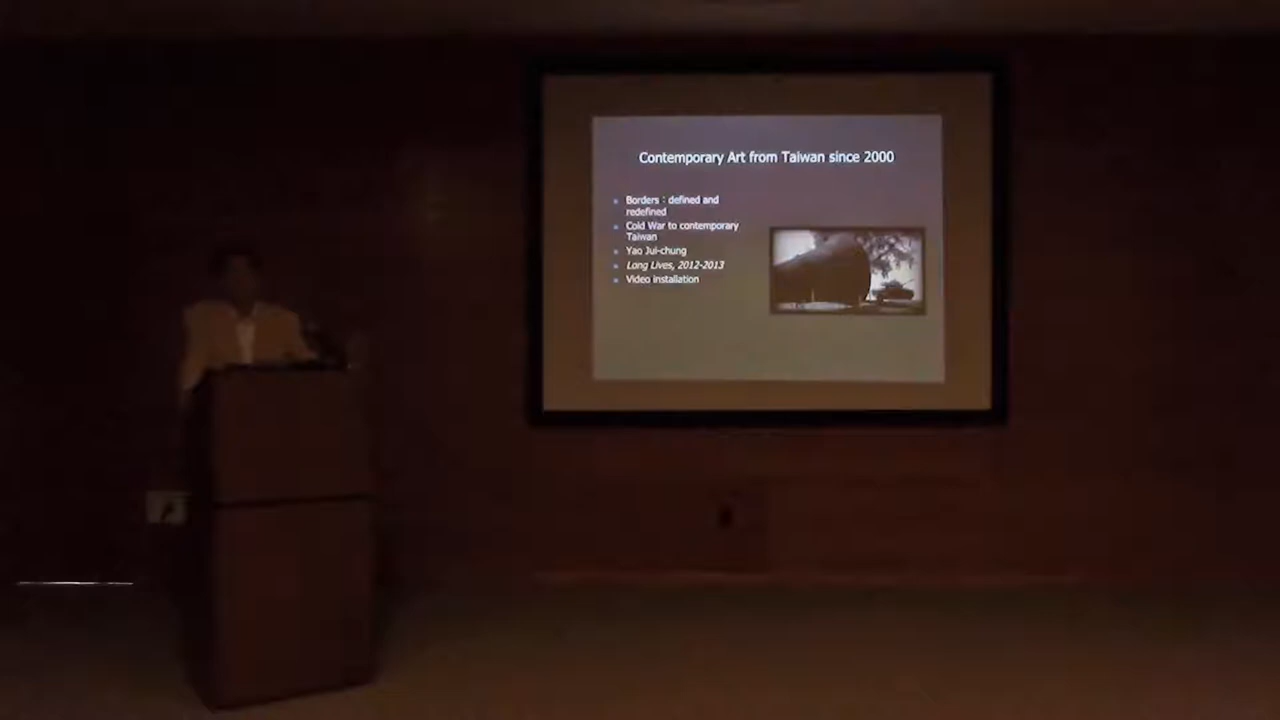 Contemporary Art from Taiwan since 2000
Borders：defined and
redefined
Cold War to contemporary
Taiwan
Yao Jui-chung
Long Lives, 2012-2013
Video installation